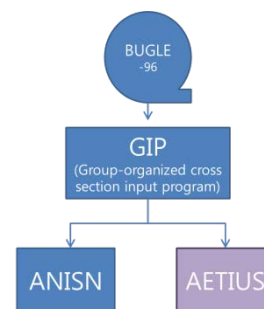 BUGLE
-96
GIP
(Group-organized cross
section input program)
ANISN
AETIUS